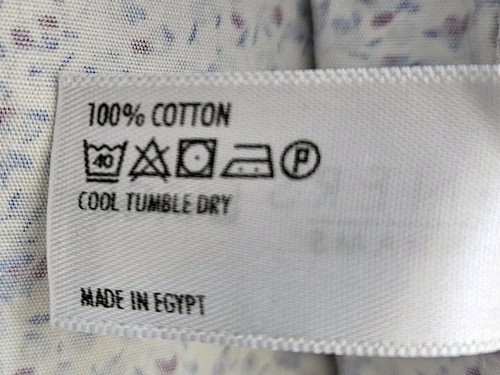 100% COTTON
40 P
COOL TUMBLE DRY
MADE IN EGYPT